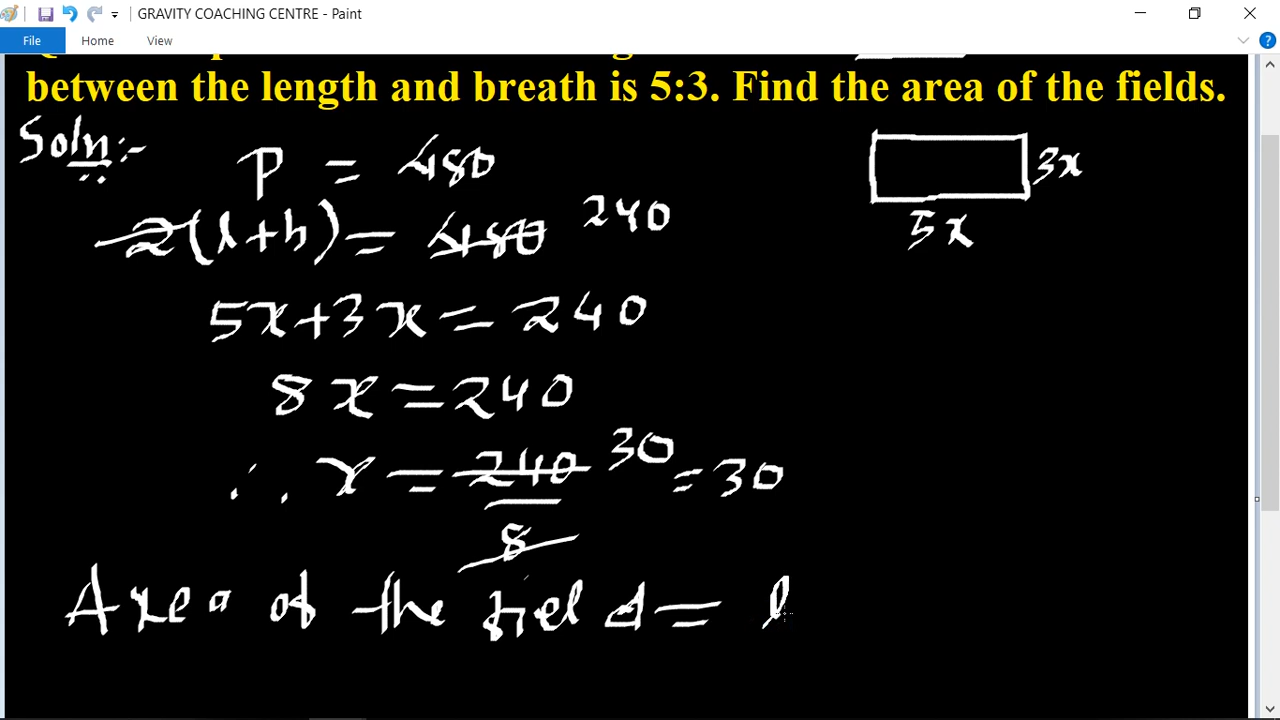 GRAVITY COACHING CENTRE - Paint
File Home View
between the length and breath is 5:3. Find the area of the fields.
Soln:-
P = 480
2(l+b) = 480 240
3x
5x
5x+3x=240
8x=240
∴ x = 240/8 30 = 30
Area of the field = l